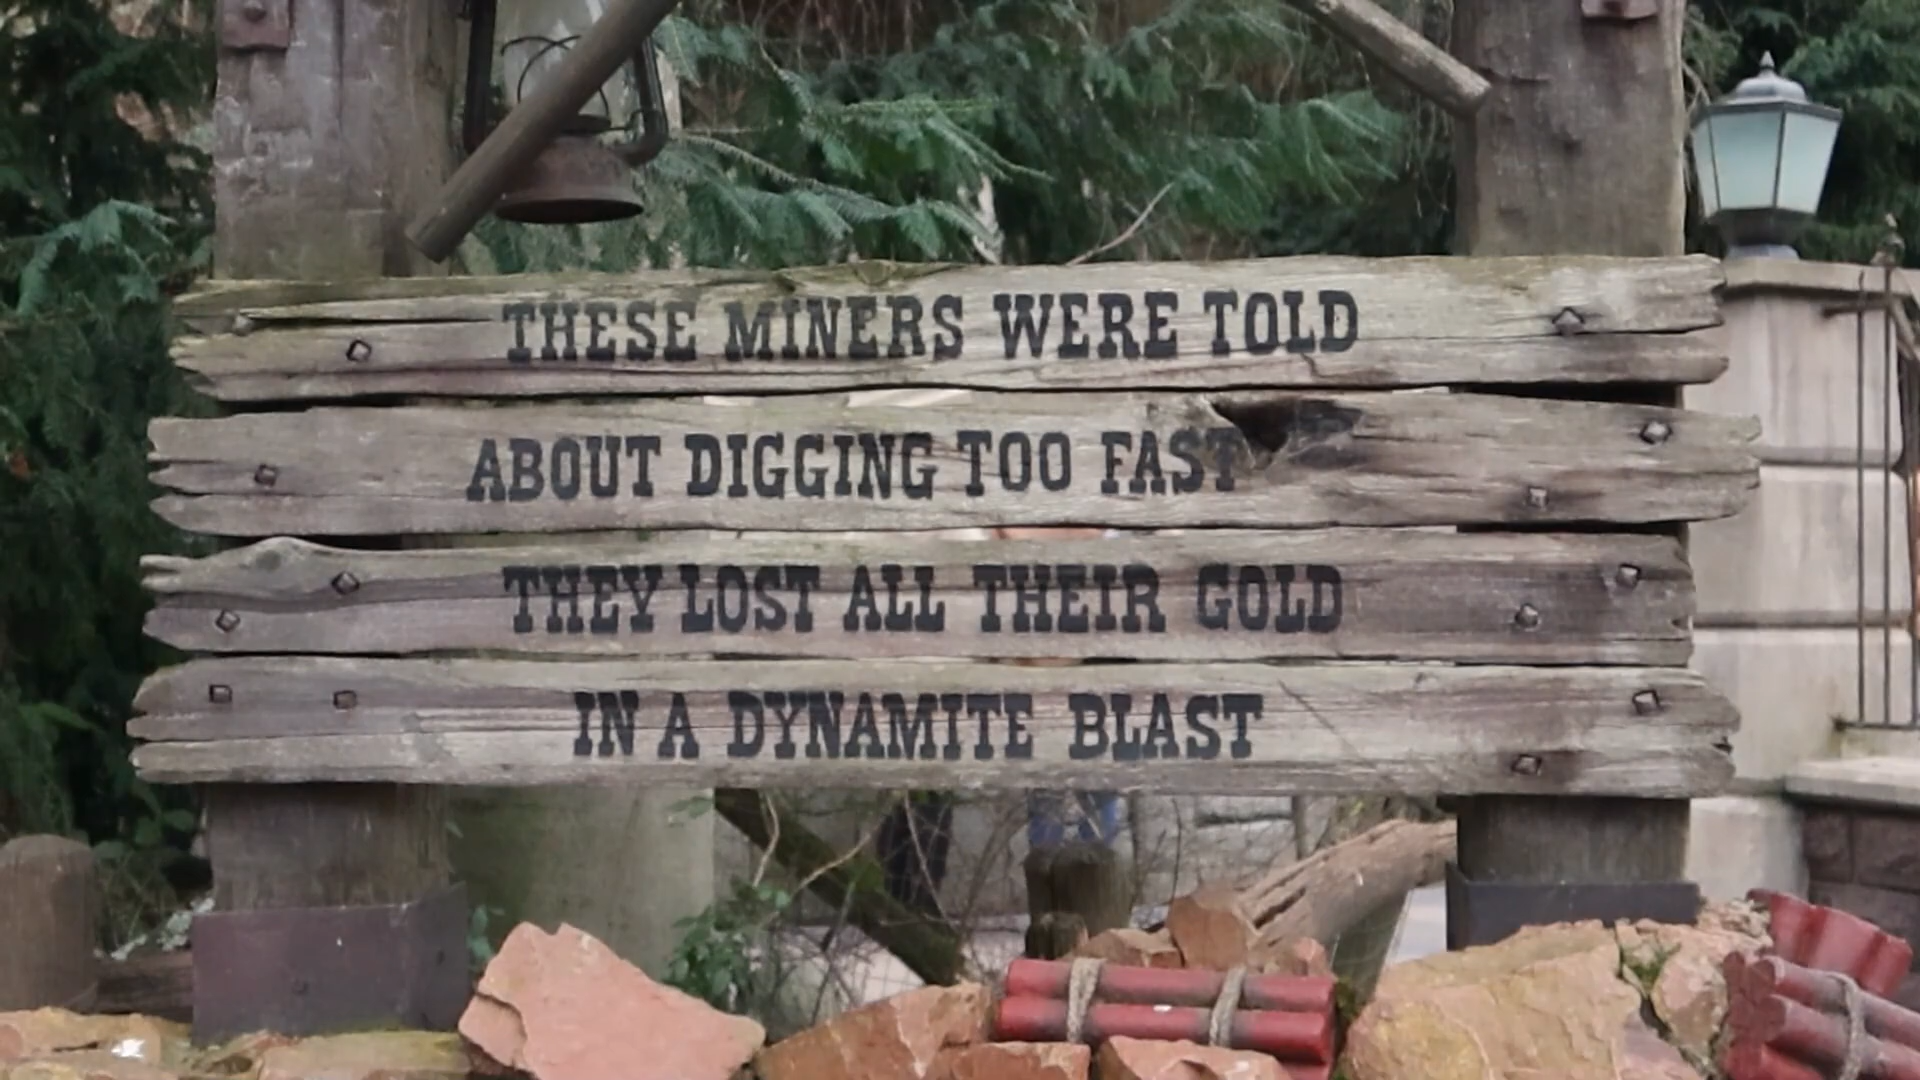 THESE MINERS WERE TOLD
ABOUT DIGGING TOO FAST
THEY LOST ALL THEIR GOLD
IN A DYNAMITE BLAST